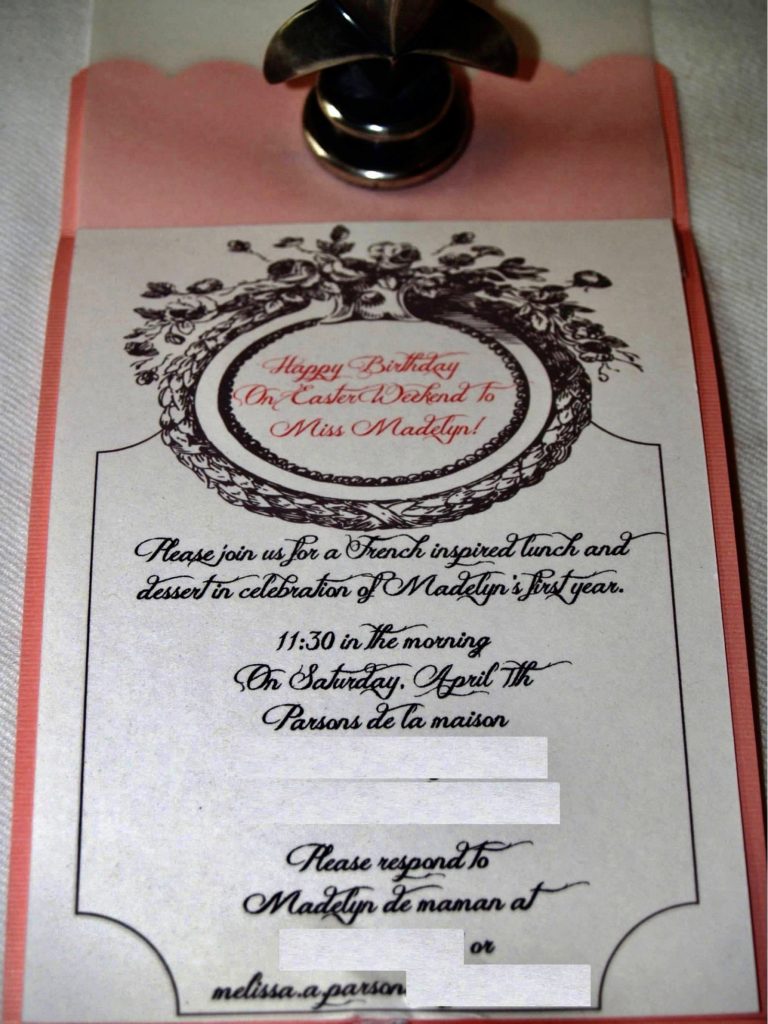 Happy Birthday
On Easter Weekend to
Miss Madelyn!
Please join us for a French inspired lunch and
dessert in celebration of Madelyn's first year.
11:30 in the morning
On Saturday, April 7th
Parsons de la maison
Please respond to
Madelyn de maman at
or
melissa.a.parson